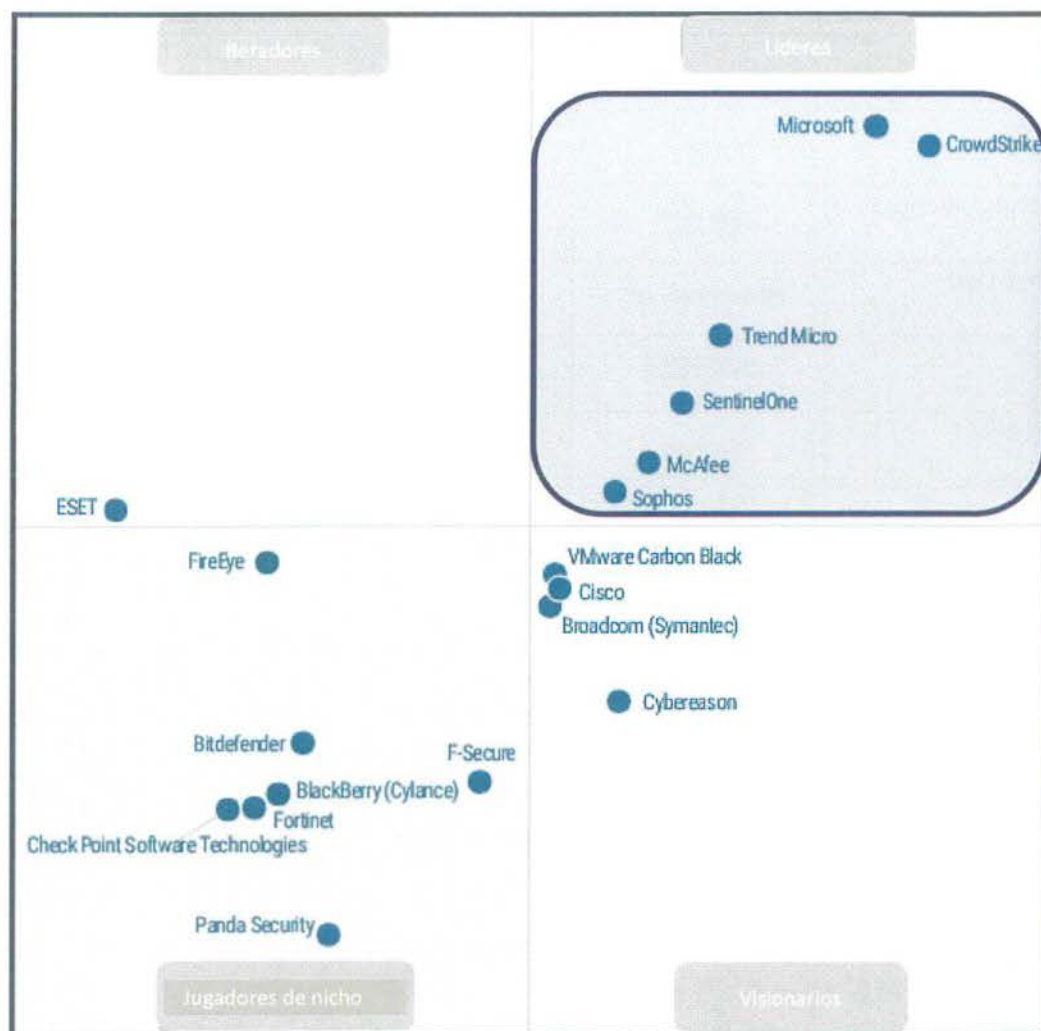 Retadores
Líderes
Microsoft
CrowdStrike
Trend Micro
SentinelOne
McAfee
Sophos
ESET
FireEye
VMware Carbon Black
Cisco
Broadcom (Symantec)
Cybereason
Bitdefender
F-Secure
BlackBerry (Cylance)
Fortinet
Check Point Software Technologies
Panda Security
Jugadores de nicho
Visionarios